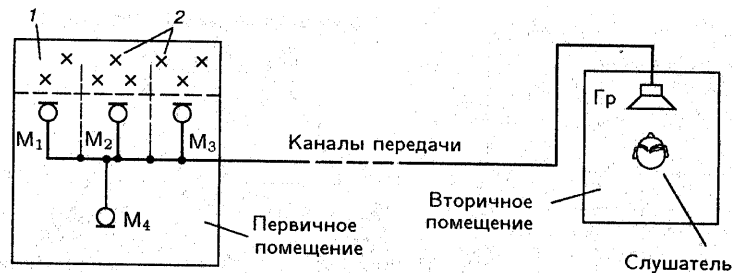 1
2
М₁
М₂
М₃
М₄
Каналы передачи
Первичное
помещение
Гр
Вторичное
помещение
Слушатель